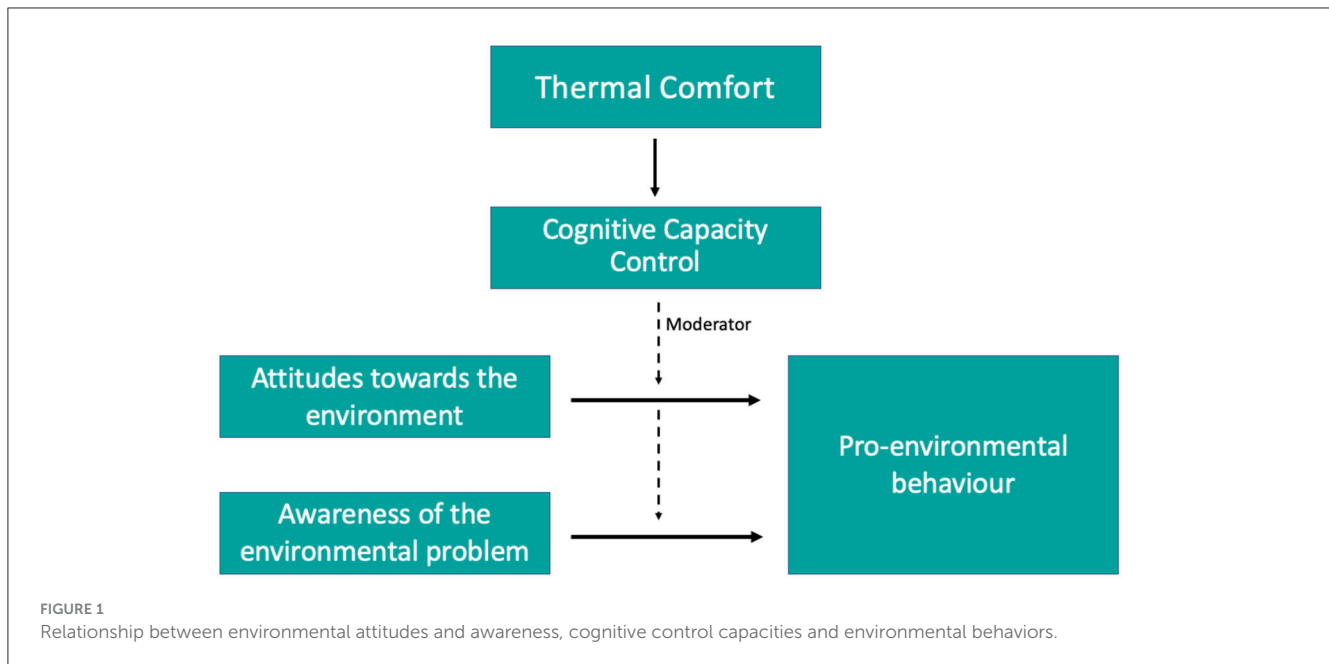 Thermal Comfort
Cognitive Capacity
Control
Moderator
Attitudes towards the
environment
Pro-environmental
behaviour
Awareness of the
environmental problem
FIGURE 1
Relationship between environmental attitudes and awareness, cognitive control capacities and environmental behaviors.